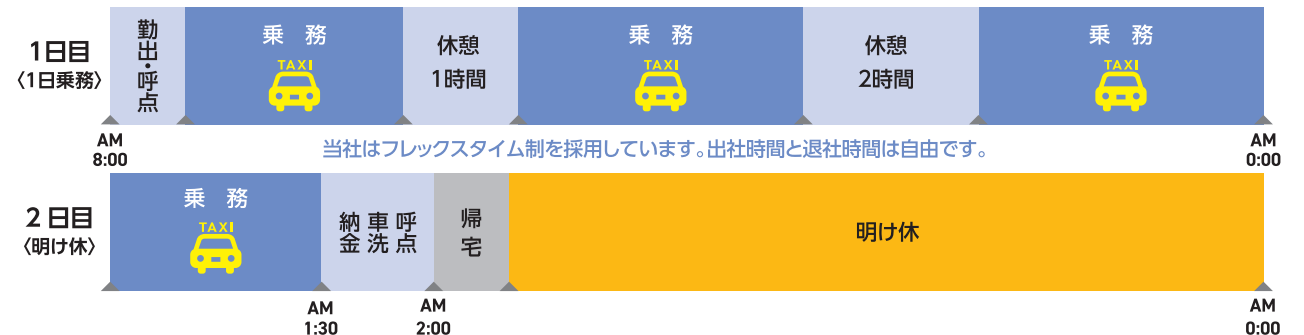 1日目
〈1日乗務〉
勤出・呼点
乗 務
TAXI
休憩
1時間
乗 務
TAXI
休憩
2時間
乗 務
TAXI
AM
8:00
当社はフレックスタイム制を採用しています。出社時間と退社時間は自由です。
AM
0:00
2日目
〈明け休〉
乗 務
TAXI
納 車 呼
金 洗 点
帰
宅
明け休
AM
1:30
AM
2:00
AM
0:00